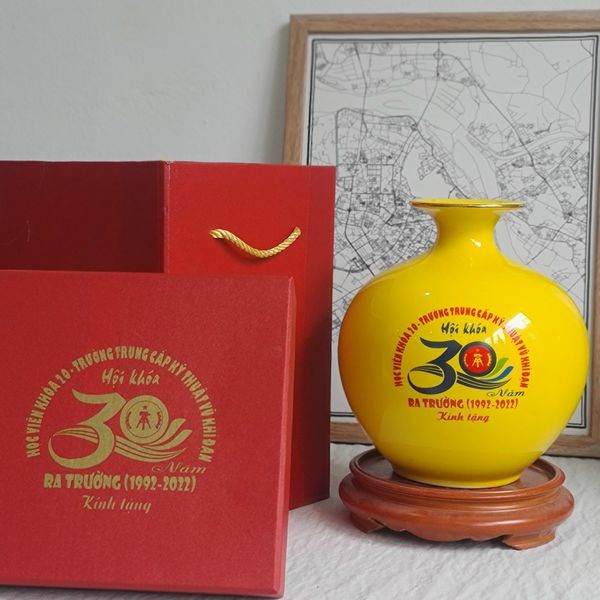 HỌC VIÊN KHÓA 20 - TRƯỜNG TRUNG CẤP KỸ THUẬT VŨ KHÍ ĐẠN
Hội khóa
30
Năm
RA TRƯỜNG (1992-2022)
Kính tặng
HỌC VIÊN KHÓA 20 - TRƯỜNG TRUNG CẤP KỸ THUẬT VŨ KHÍ ĐẠN
Hội khóa
30
Năm
RA TRƯỜNG (1992-2022)
Kính tặng